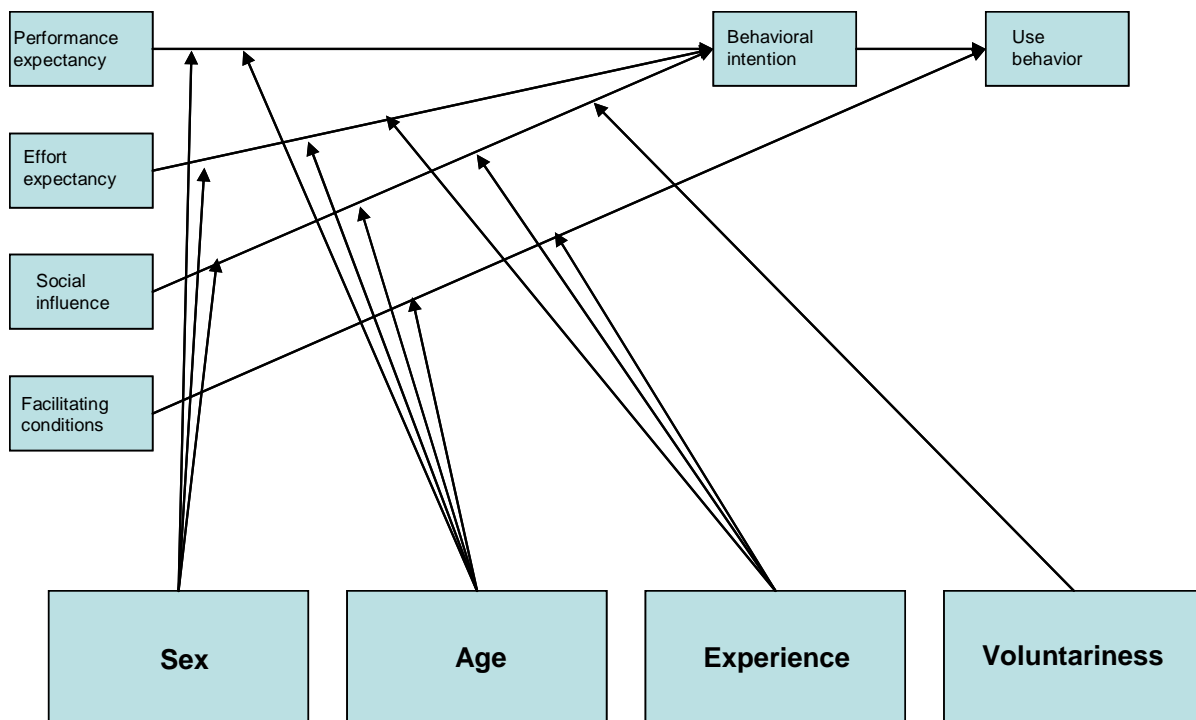 Performance
expectancy
Behavioral
intention
Use
behavior
Effort
expectancy
Social
influence
Facilitating
conditions
Sex
Age
Experience
Voluntariness